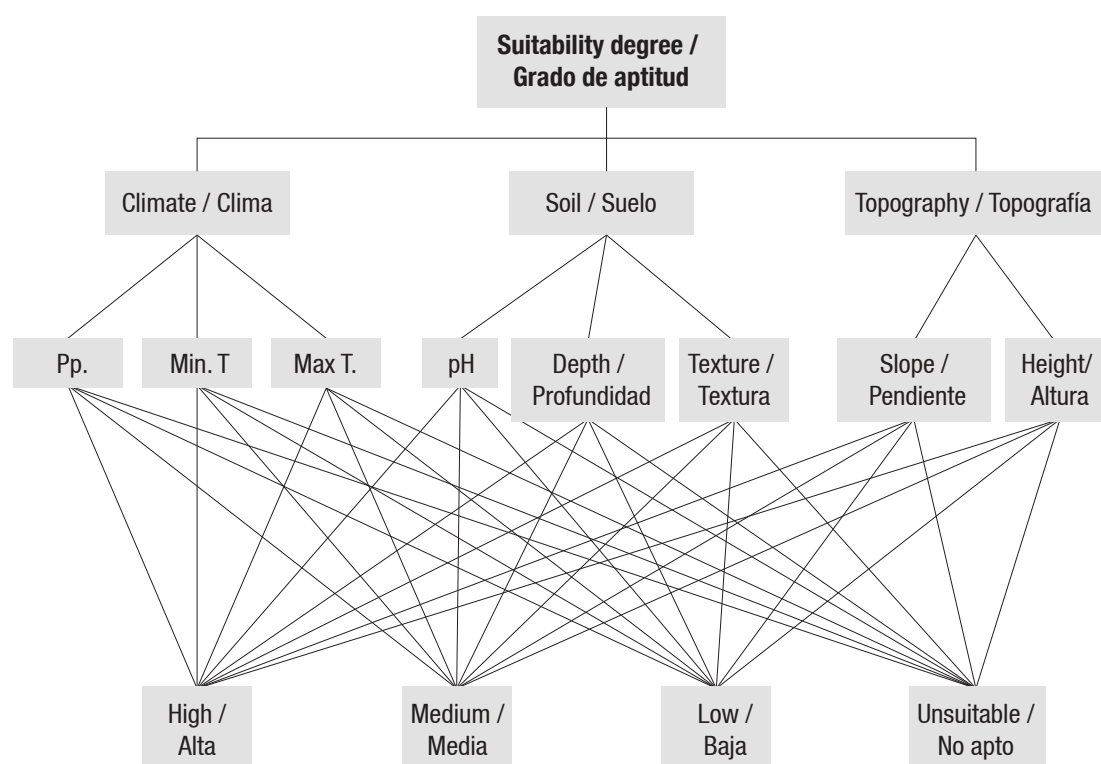 Suitability degree /
Grado de aptitud
Climate / Clima
Soil / Suelo
Topography / Topografía
Pp.
Min. T
Max T.
pH
Depth /
Profundidad
Texture /
Textura
Slope /
Pendiente
Height/
Altura
High /
Alta
Medium /
Media
Low /
Baja
Unsuitable /
No apto